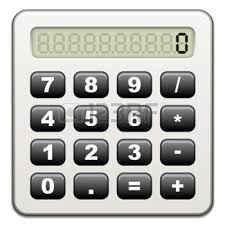 0
7 8 9 /
4 5 6 *
1 2 3 -
0 . = +